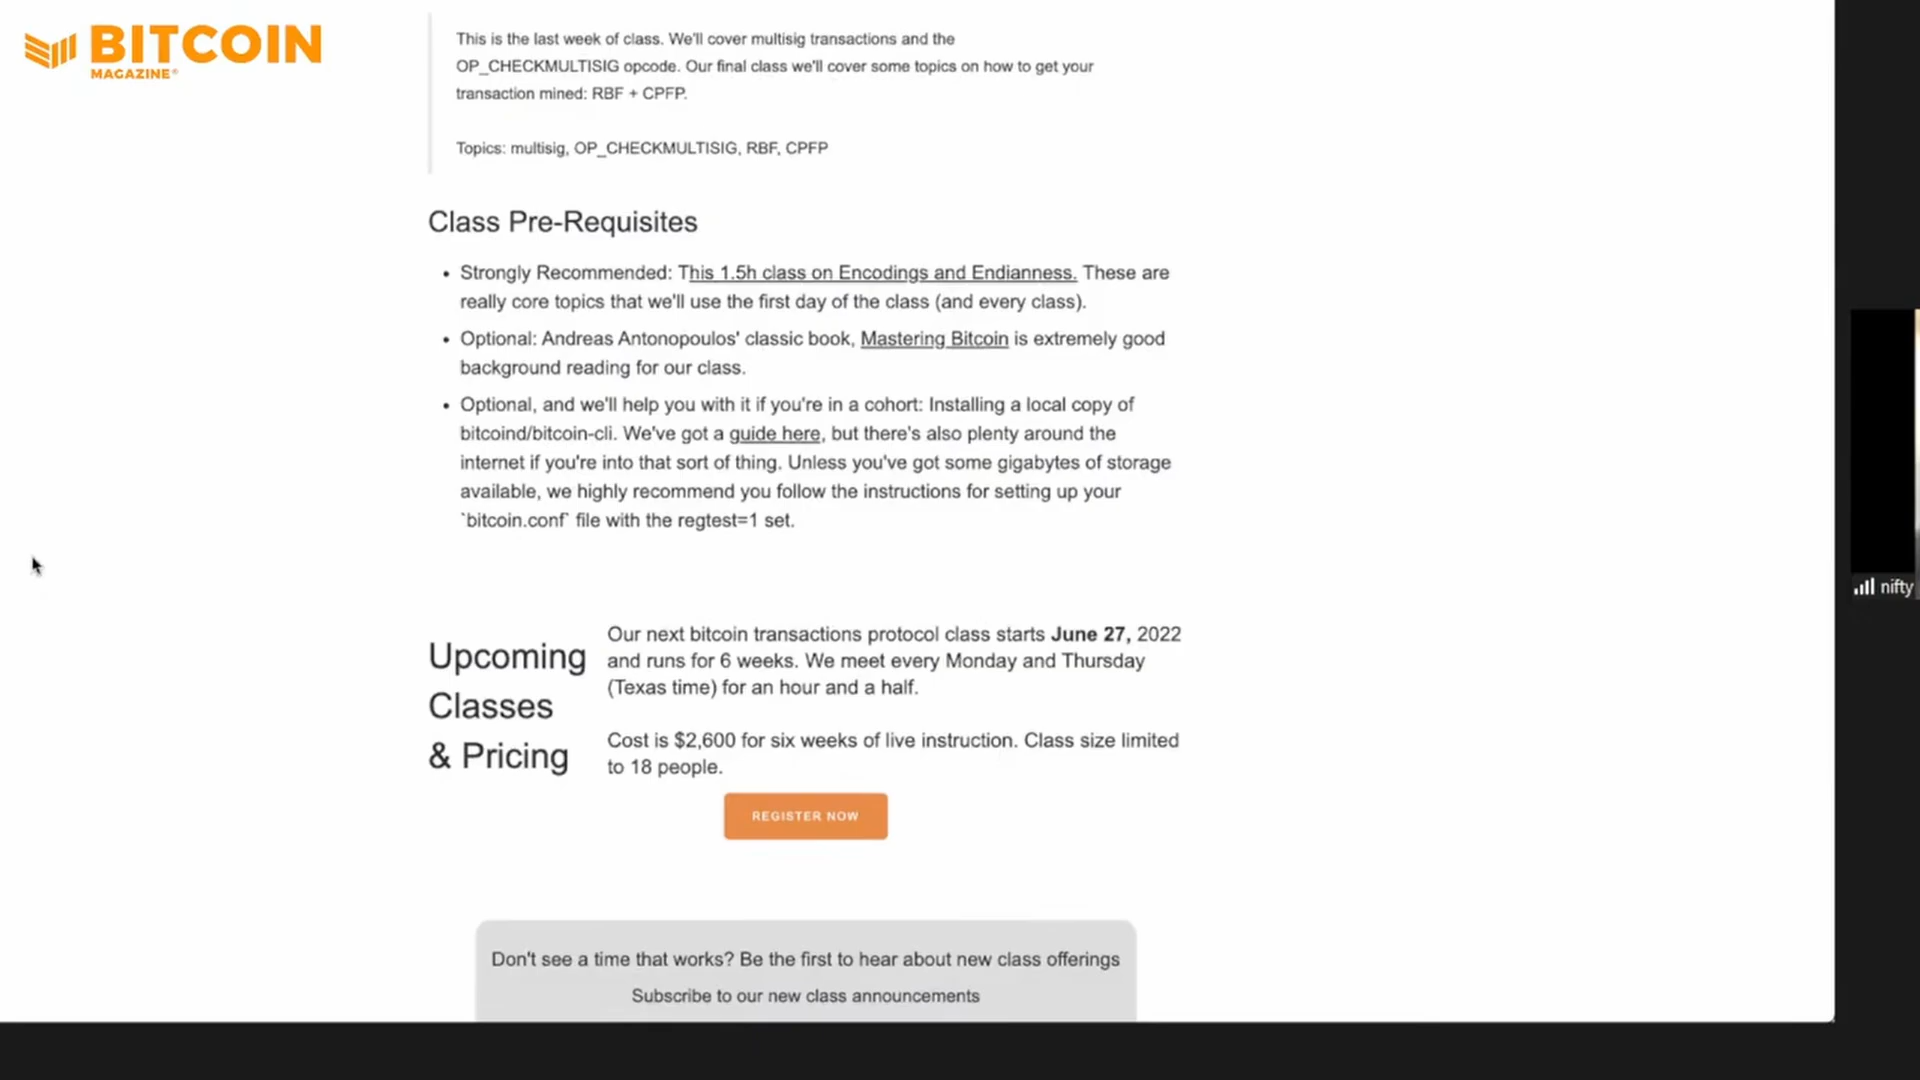 BITCOIN
MAGAZINE®
This is the last week of class. We'll cover multisig transactions and the
OP_CHECKMULTISIG opcode. Our final class we'll cover some topics on how to get your
transaction mined: RBF + CPFP.
Topics: multisig, OP_CHECKMULTISIG, RBF, CPFP
Class Pre-Requisites
• Strongly Recommended: This 1.5h class on Encodings and Endianness. These are
really core topics that we'll use the first day of the class (and every class).
• Optional: Andreas Antonopoulos' classic book, Mastering Bitcoin is extremely good
background reading for our class.
• Optional, and we'll help you with it if you're in a cohort: Installing a local copy of
bitcoind/bitcoin-cli. We've got a guide here, but there's also plenty around the
internet if you're into that sort of thing. Unless you've got some gigabytes of storage
available, we highly recommend you follow the instructions for setting up your
`bitcoin.conf` file with the regtest=1 set.
nifty
Upcoming
Classes
& Pricing
Our next bitcoin transactions protocol class starts June 27, 2022
and runs for 6 weeks. We meet every Monday and Thursday
(Texas time) for an hour and a half.
Cost is $2,600 for six weeks of live instruction. Class size limited
to 18 people.
REGISTER NOW
Don't see a time that works? Be the first to hear about new class offerings
Subscribe to our new class announcements